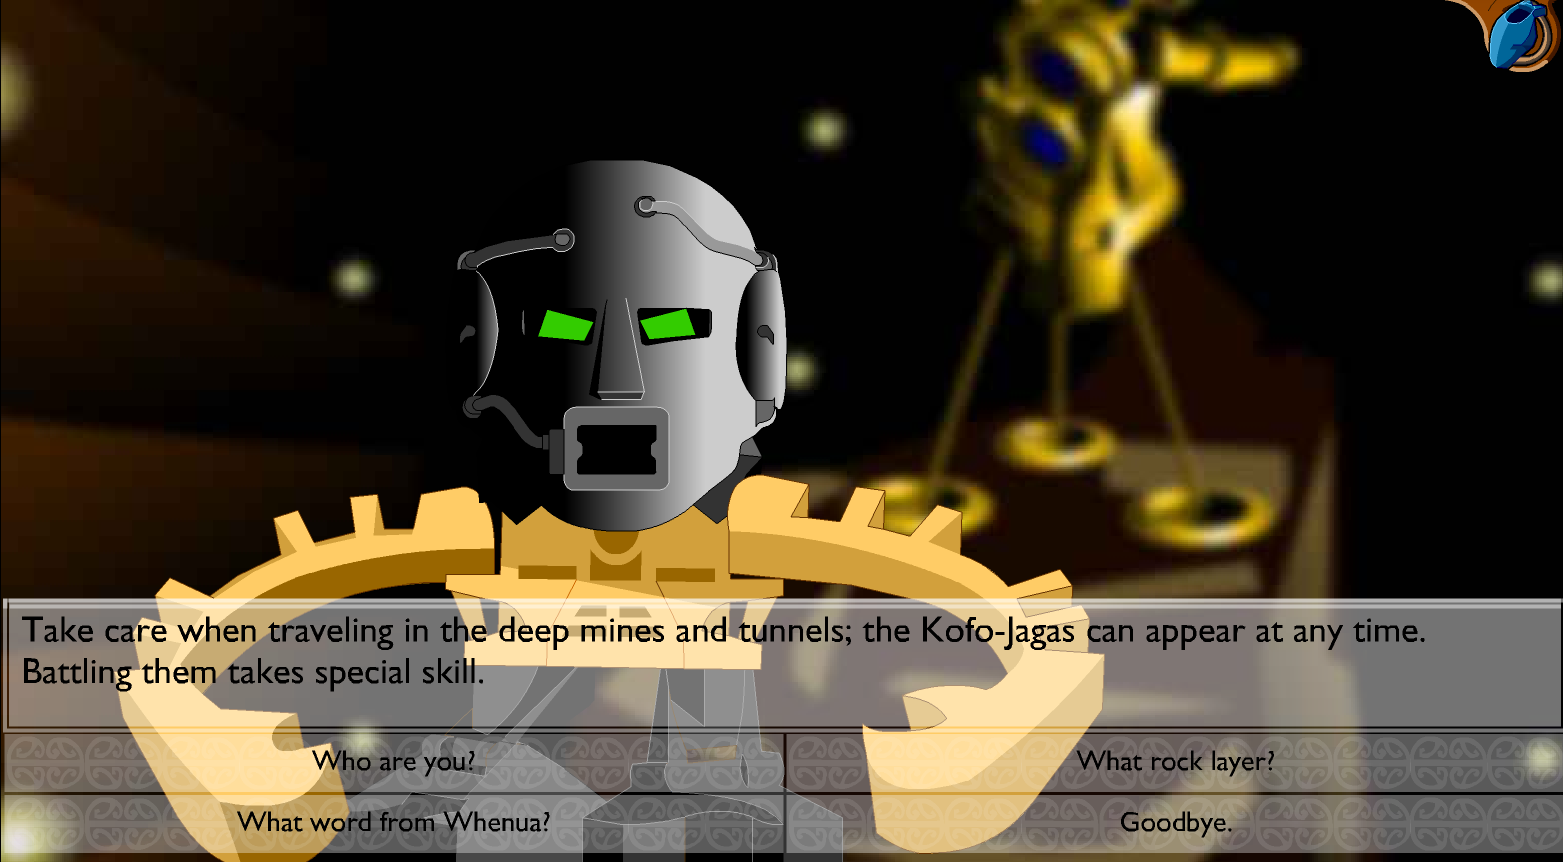 Take care when traveling in the deep mines and tunnels; the Kofo-Jagas can appear at any time.
Battling them takes special skill.
Who are you?
What rock layer?
What word from Whenua?
Goodbye.